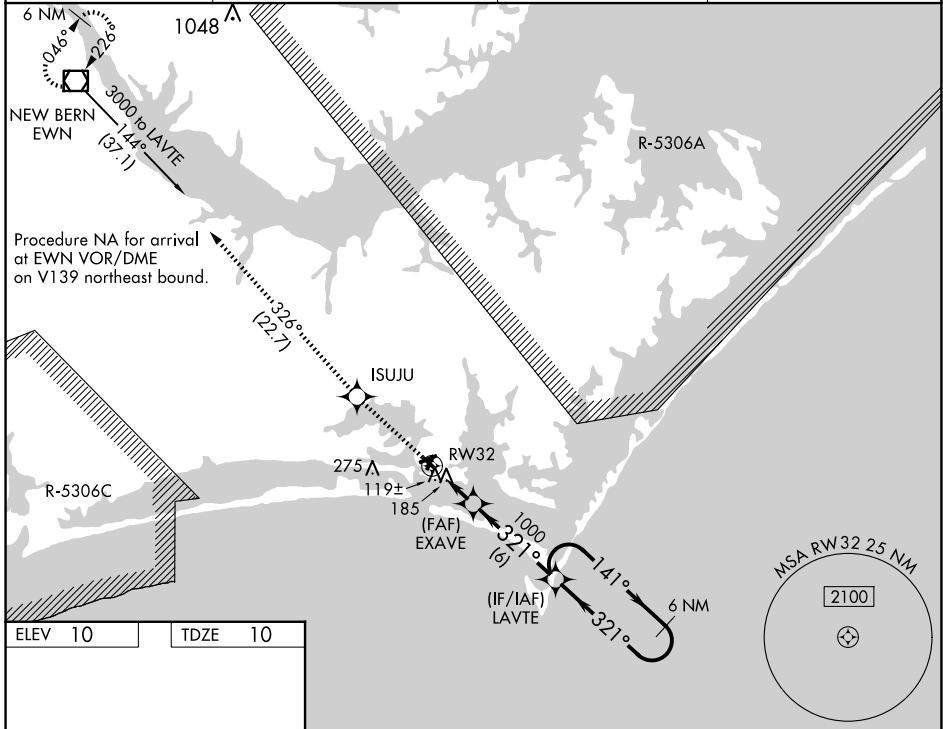 6 NM
046°
226°
1048
NEW BERN
EWN
3000 to LAVTE
144°
(37.1)
R-5306A
Procedure NA for arrival
at EWN VOR/DME
on V139 northeast bound.
326°
(22.7)
ISUJU
RW32
275
119±
185
R-5306C
(FAF)
EXAVE
1000
321°
(6)
(IF/IAF)
LAVTE
141°
6 NM
321°
MSA RW32 25 NM
2100
ELEV 10
TDZE 10